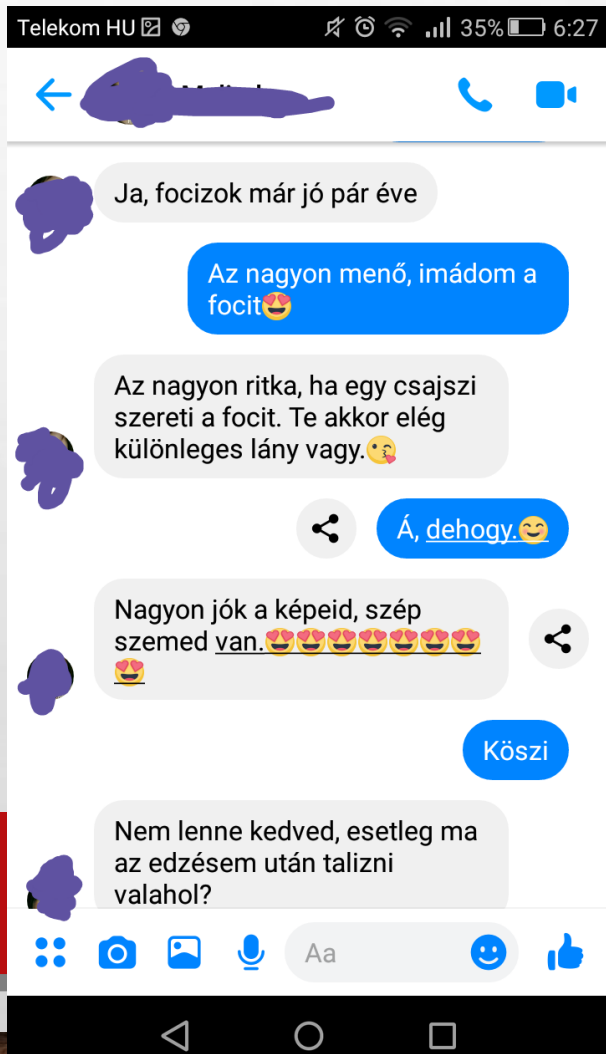 Telekom HU 35% 6:27
Ja, focizok már jó pár éve
Az nagyon menő, imádom a
focit😍
Az nagyon ritka, ha egy csajszi
szereti a focit. Te akkor elég
különleges lány vagy.😘
Á, dehogy.😊
Nagyon jók a képeid, szép
szemed van.😍😍😍😍😍😍😍
😍
Köszi
Nem lenne kedved, esetleg ma
az edzésem után talizni
valahol?
Aa